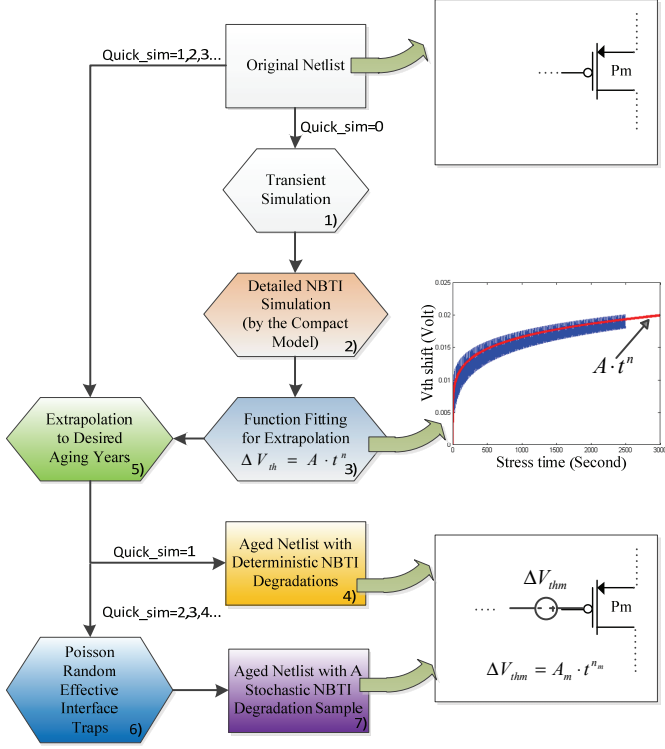 Quick_sim=1,2,3...
Original Netlist
Pm
Quick_sim=0
Transient
Simulation
1)
Detailed NBTI
Simulation
(by the Compact
Model)
2)
0.025
0.02
0.015
0.01
0.005
0
Vth shift (Volt)
A · t^n
0 500 1000 1500 2000 2500 3000
Stress time (Second)
Extrapolation
to Desired
Aging Years
5)
Function Fitting
for Extrapolation
Δ V_th = A · t^n
3)
Quick_sim=1
Aged Netlist with
Deterministic NBTI
Degradations
4)
ΔV_thm
Pm
ΔV_thm = A_m · t^n_m
Quick_sim=2,3,4...
Poisson
Random
Effective
Interface
Traps
6)
Aged Netlist with A
Stochastic NBTI
Degradation Sample
7)